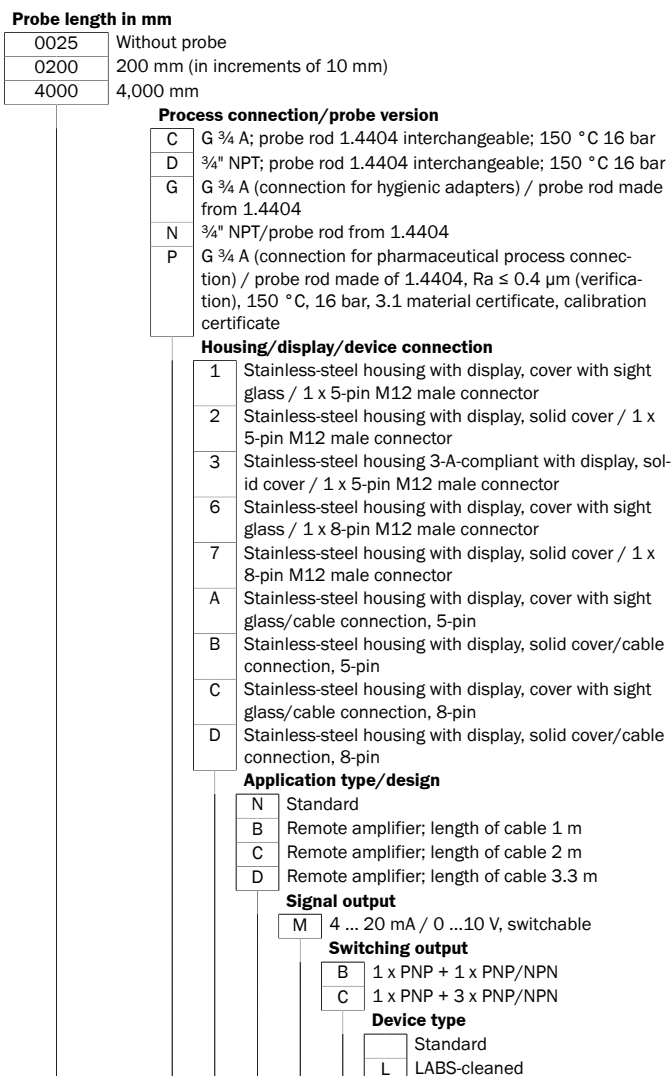 Probe length in mm
0025 Without probe
0200 200 mm (in increments of 10 mm)
4000 4,000 mm
Process connection/probe version
C G ¾ A; probe rod 1.4404 interchangeable; 150 °C 16 bar
D ¾" NPT; probe rod 1.4404 interchangeable; 150 °C 16 bar
G G ¾ A (connection for hygienic adapters) / probe rod made
from 1.4404
N ¾" NPT/probe rod from 1.4404
P G ¾ A (connection for pharmaceutical process connec-
tion) / probe rod made of 1.4404, Ra ≤ 0.4 µm (verifica-
tion), 150 °C, 16 bar, 3.1 material certificate, calibration
certificate
Housing/display/device connection
1 Stainless-steel housing with display, cover with sight
glass / 1 x 5-pin M12 male connector
2 Stainless-steel housing with display, solid cover / 1 x
5-pin M12 male connector
3 Stainless-steel housing 3-A-compliant with display, sol-
id cover / 1 x 5-pin M12 male connector
6 Stainless-steel housing with display, cover with sight
glass / 1 x 8-pin M12 male connector
7 Stainless-steel housing with display, solid cover / 1 x
8-pin M12 male connector
A Stainless-steel housing with display, cover with sight
glass/cable connection, 5-pin
B Stainless-steel housing with display, solid cover/cable
connection, 5-pin
C Stainless-steel housing with display, cover with sight
glass/cable connection, 8-pin
D Stainless-steel housing with display, solid cover/cable
connection, 8-pin
Application type/design
N Standard
B Remote amplifier; length of cable 1 m
C Remote amplifier; length of cable 2 m
D Remote amplifier; length of cable 3.3 m
Signal output
M 4 ... 20 mA / 0 ...10 V, switchable
Switching output
B 1 x PNP + 1 x PNP/NPN
C 1 x PNP + 3 x PNP/NPN
Device type
Standard
L LABS-cleaned